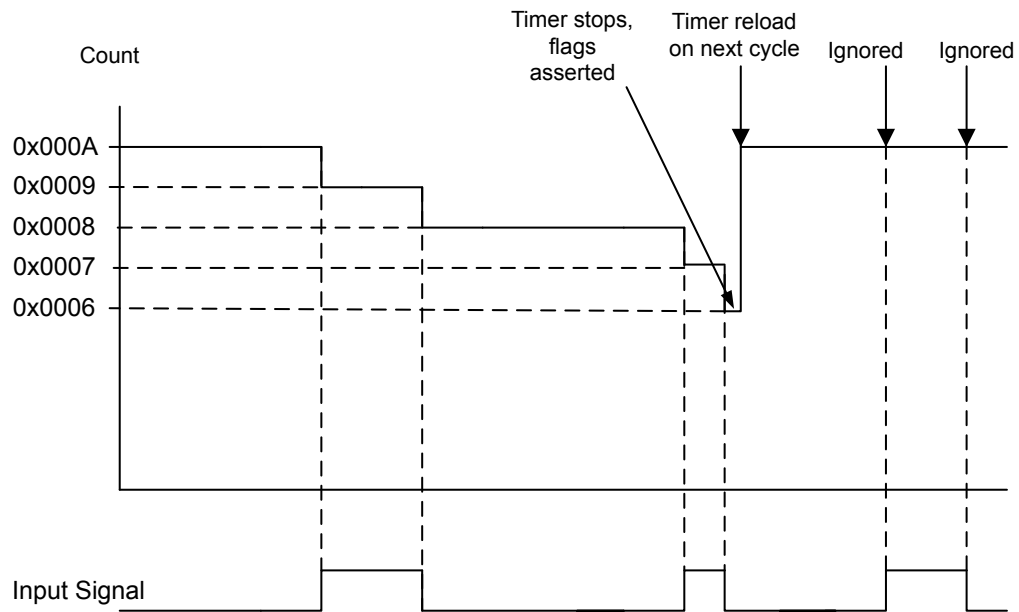 Timer stops,
flags
asserted
Timer reload
on next cycle
Ignored
Ignored
Count
0x000A
0x0009
0x0008
0x0007
0x0006
Input Signal